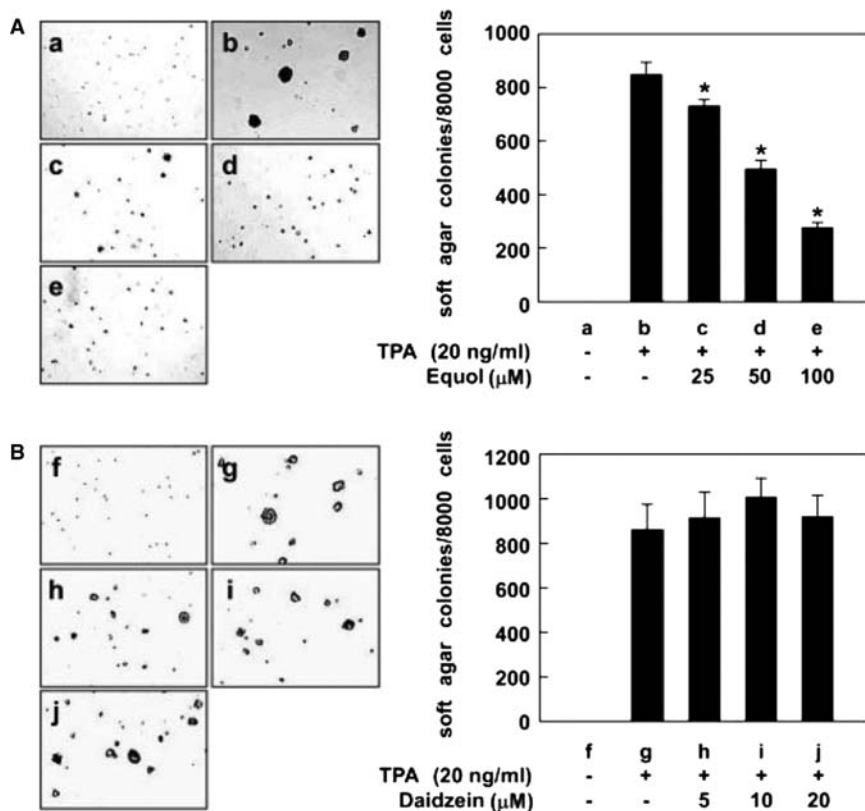 A
a
b
c
d
e
soft agar colonies/8000 cells
1000
800
600
400
200
0
*
*
*
a b c d e
TPA (20 ng/ml) - + + + +
Equol (μM) - - 25 50 100
B
f
g
h
i
j
soft agar colonies/8000 cells
1200
1000
800
600
400
200
0
f g h i j
TPA (20 ng/ml) - + + + +
Daidzein (μM) - - 5 10 20